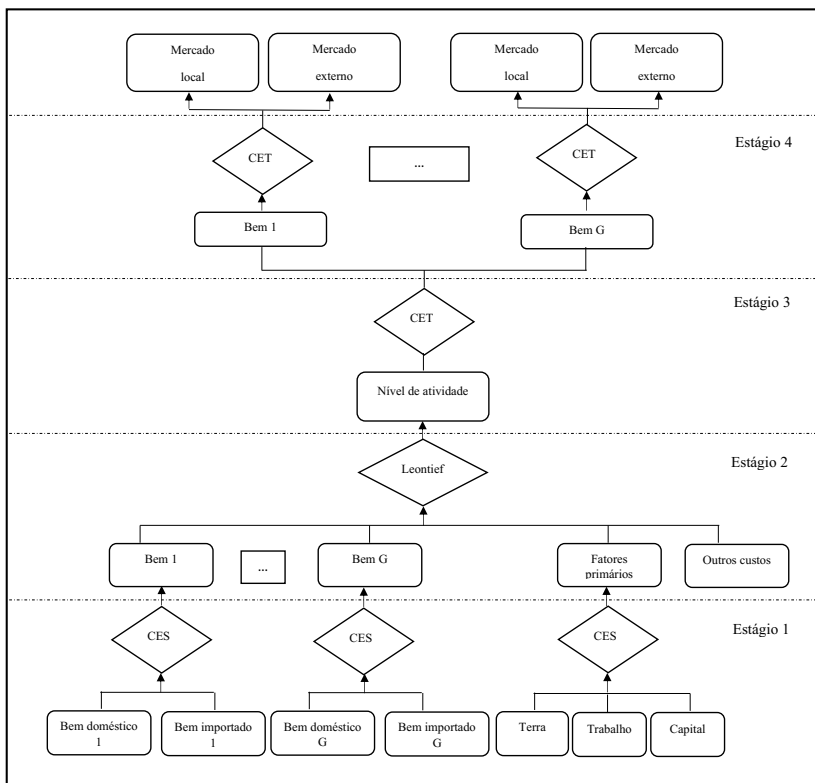 Mercado
local
Mercado
externo
Mercado
local
Mercado
externo
Estágio 4
CET
...
CET
Bem 1
Bem G
Estágio 3
CET
Nível de atividade
Estágio 2
Leontief
Bem 1
...
Bem G
Fatores
primários
Outros custos
Estágio 1
CES
CES
CES
Bem doméstico
1
Bem importado
1
Bem doméstico
G
Bem importado
G
Terra
Trabalho
Capital